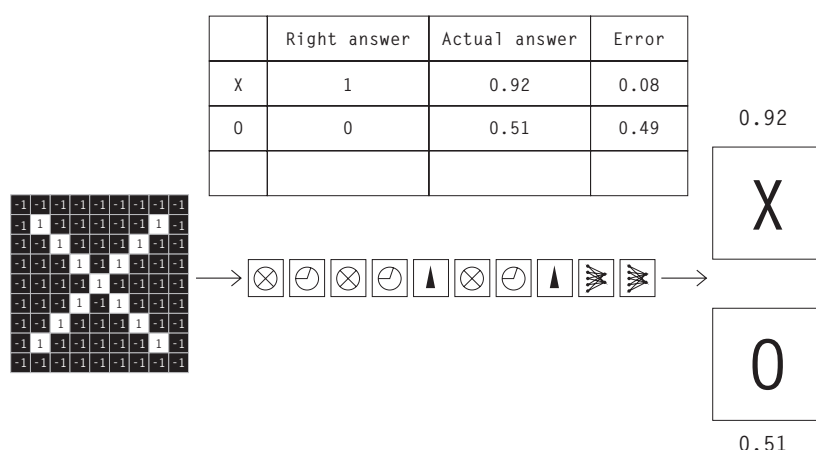 Right answer Actual answer Error
X 1 0.92 0.08
O 0 0.51 0.49
0.92
X
-1 -1 -1 -1 -1 -1 -1 -1 -1
-1 1 -1 -1 -1 -1 -1 1 -1
-1 -1 1 -1 -1 -1 1 -1 -1
-1 -1 -1 1 -1 1 -1 -1 -1
-1 -1 -1 -1 1 -1 -1 -1 -1
-1 -1 -1 1 -1 1 -1 -1 -1
-1 -1 1 -1 -1 -1 1 -1 -1
-1 1 -1 -1 -1 -1 -1 1 -1
-1 -1 -1 -1 -1 -1 -1 -1 -1
O
0.51